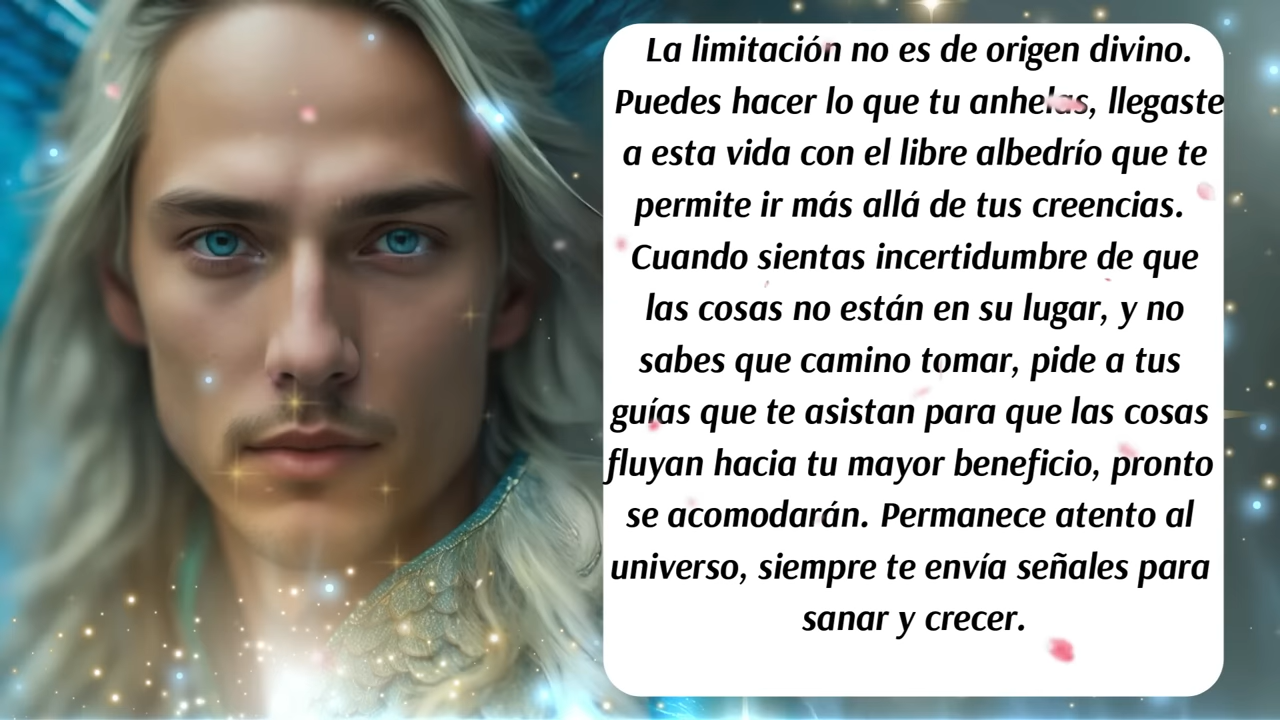 La limitación no es de origen divino.
Puedes hacer lo que tu anhelas, llegaste
a esta vida con el libre albedrío que te
permite ir más allá de tus creencias.
Cuando sientas incertidumbre de que
las cosas no están en su lugar, y no
sabes que camino tomar, pide a tus
guías que te asistan para que las cosas
fluyan hacia tu mayor beneficio, pronto
se acomodarán. Permanece atento al
universo, siempre te envía señales para
sanar y crecer.